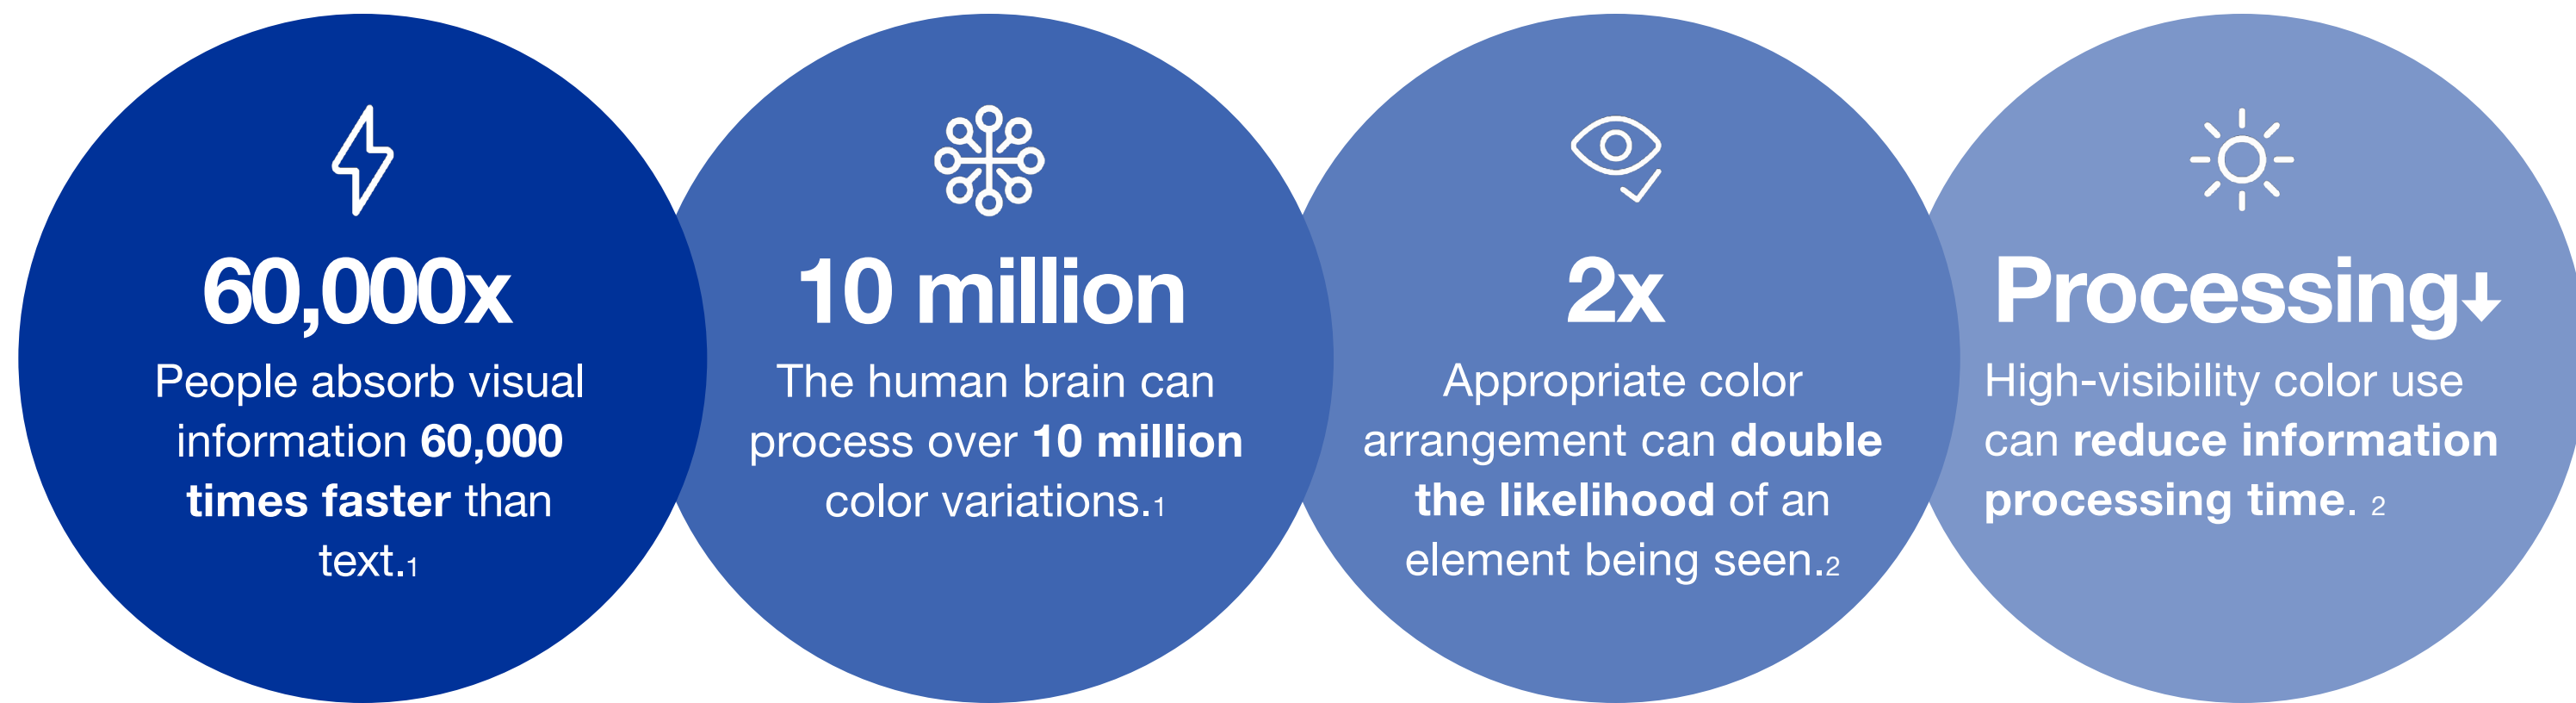 60,000x
People absorb visual
information 60,000
times faster than
text.1
10 million
The human brain can
process over 10 million
color variations.1
2x
Appropriate color
arrangement can double
the likelihood of an
element being seen.2
Processing↓
High-visibility color use
can reduce information
processing time. 2